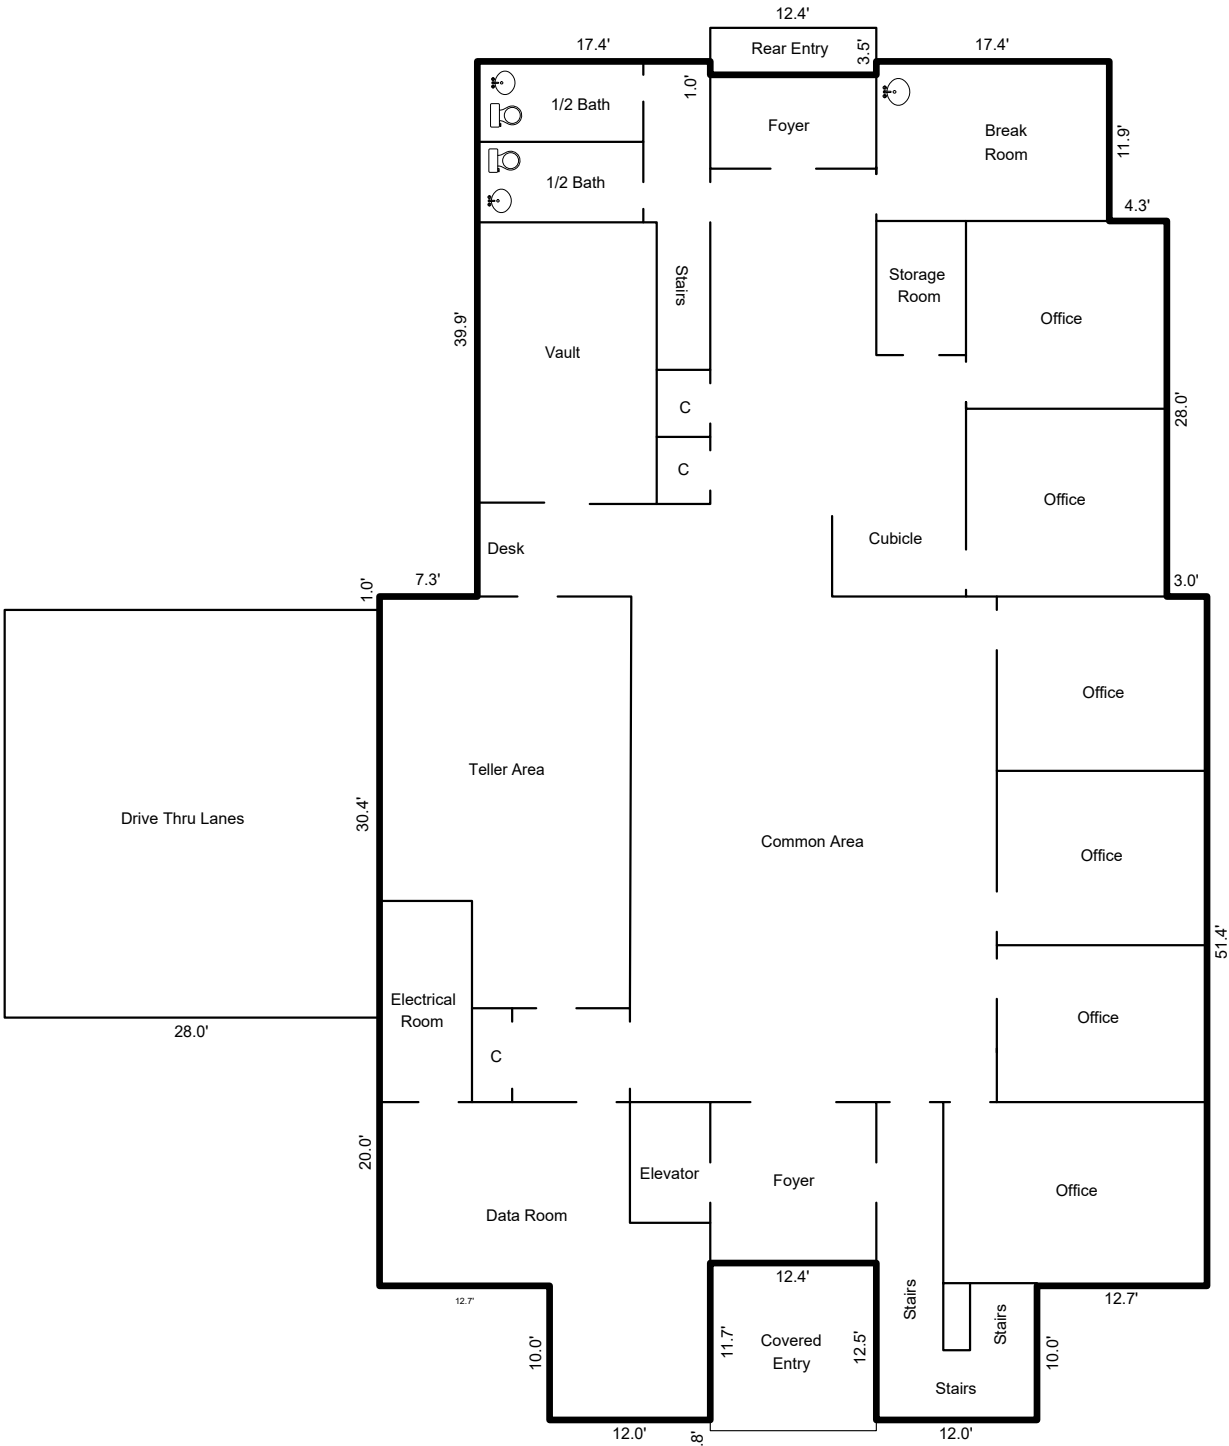 12.4'
17.4'
Rear Entry
3.5'
17.4'
1.0'
1/2 Bath
Foyer
Break
Room
11.9'
1/2 Bath
4.3'
Stairs
Storage
Room
Office
39.9'
Vault
C
28.0'
C
Office
Desk
Cubicle
1.0'
7.3'
3.0'
Office
Teller Area
Drive Thru Lanes
30.4'
Common Area
Office
51.4'
Electrical
Room
Office
28.0'
C
20.0'
Elevator
Foyer
Office
Data Room
12.7'
12.4'
Stairs
Stairs
12.7'
10.0'
11.7'
Covered
Entry
12.5'
10.0'
Stairs
12.0'
.8'
12.0'